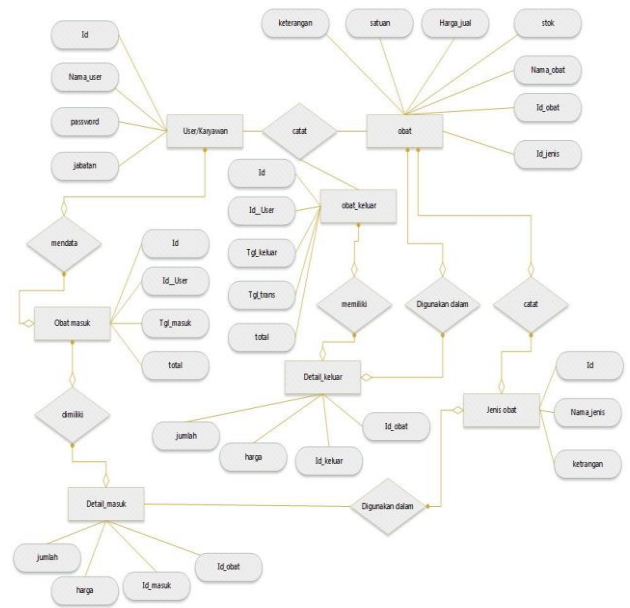 keterangan
satuan
Harga_jual
stok
Id
Nama_user
Nama_obat
password
Id_obat
User/Karyawan
catat
obat
jabatan
Id_jenis
Id
obat_keluar
Id_User
mendata
Id
Tgl_keluar
Id_User
Tgl_trans
memiliki
Digunakan dalam
catat
Obat masuk
Tgl_masuk
total
total
Id
Detail_keluar
dimiliki
Jenis obat
Nama_jenis
jumlah
Id_obat
harga
Id_keluar
ketrangan
Detail_masuk
Digunakan dalam
jumlah
Id_obat
harga
Id_masuk